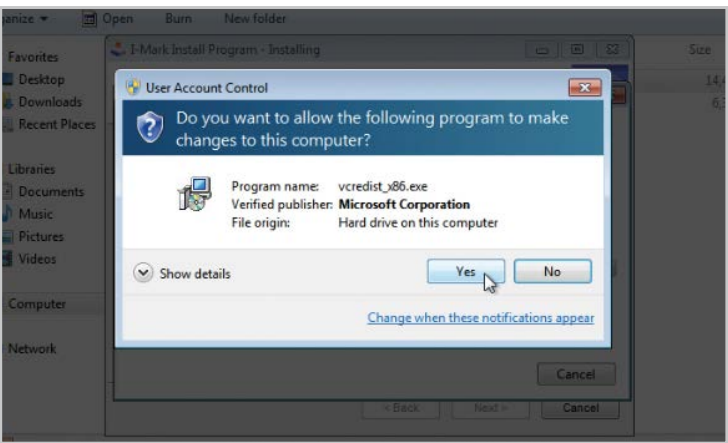 Open Burn New folder
I-Mark Install Program - Installing
Size
Favorites
Desktop
Downloads
Recent Places
Libraries
Documents
Music
Pictures
Videos
Computer
Network
User Account Control
Do you want to allow the following program to make
changes to this computer?
Program name: vcredist_x86.exe
Verified publisher: Microsoft Corporation
File origin: Hard drive on this computer
Show details
Yes
No
Change when these notifications appear
Cancel
< Back
Next >
Cancel